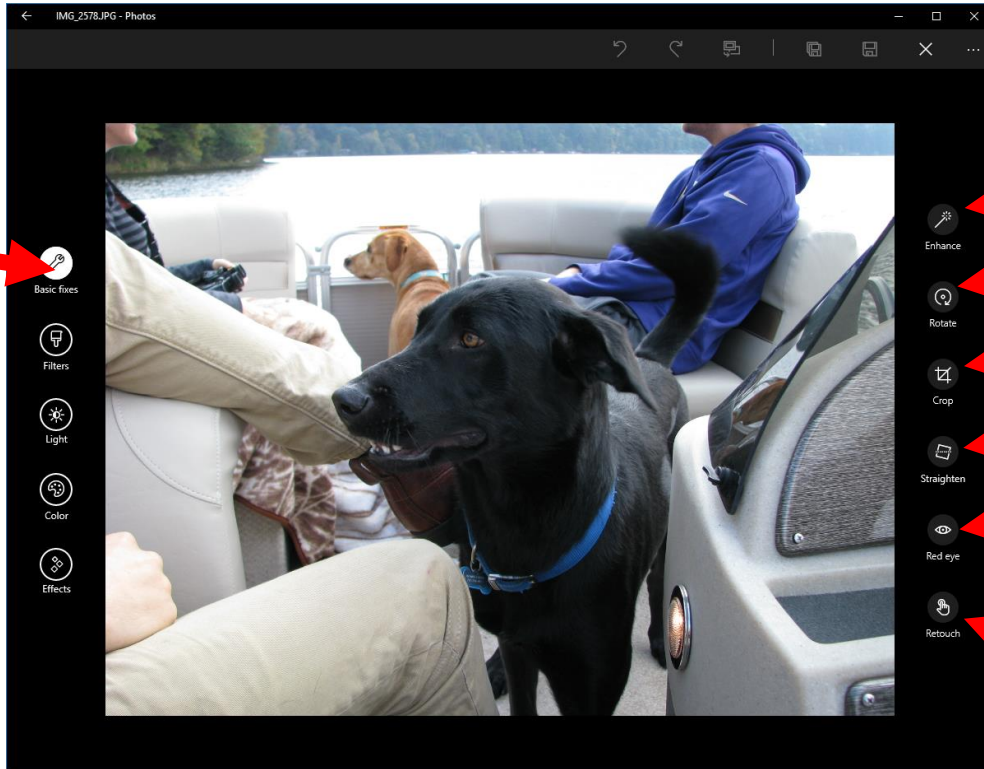 IMG_2578.JPG - Photos
Basic fixes
Filters
Light
Color
Effects
Enhance
Rotate
Crop
Straighten
Red eye
Retouch